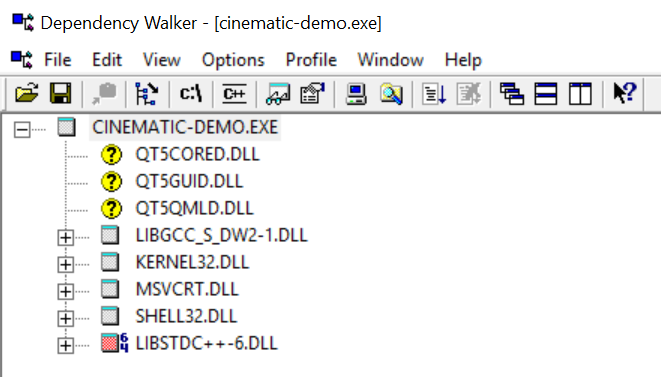 Dependency Walker - [cinematic-demo.exe]
File Edit View Options Profile Window Help
c:\ C++
CINEMATIC-DEMO.EXE
QT5CORED.DLL
QT5GUID.DLL
QT5QMLD.DLL
LIBGCC_S_DW2-1.DLL
KERNEL32.DLL
MSVCRT.DLL
SHELL32.DLL
64 LIBSTDC++-6.DLL